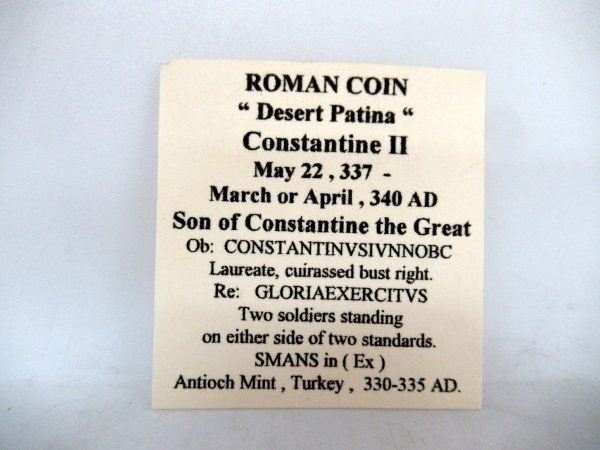 ROMAN COIN
“ Desert Patina “
Constantine II
May 22 , 337 -
March or April , 340 AD
Son of Constantine the Great
Ob: CONSTANTINVSIVNNOBC
Laureate, cuirassed bust right.
Re: GLORIAEXERCITVS
Two soldiers standing
on either side of two standards.
SMANS in ( Ex )
Antioch Mint , Turkey , 330-335 AD.